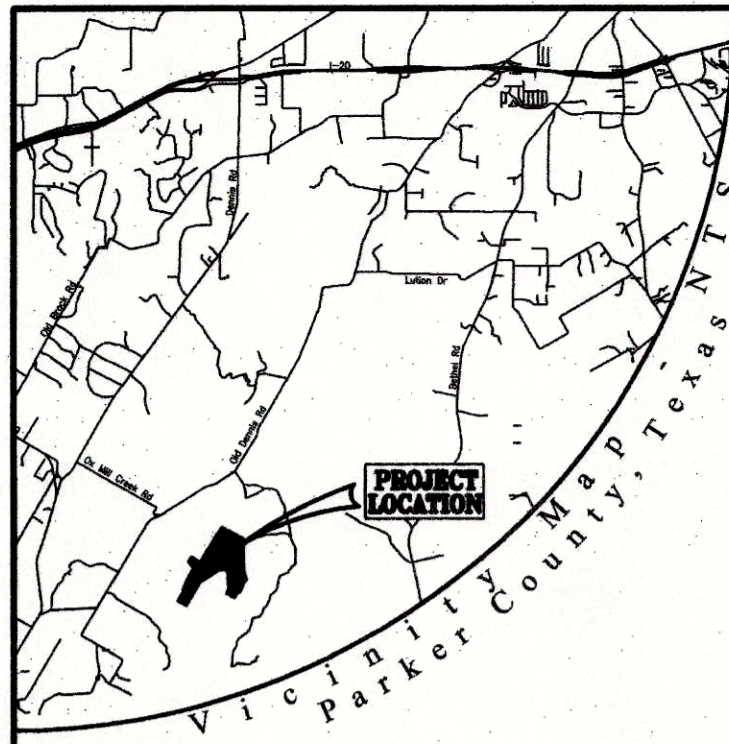 I-20
Dennis Rd
Old Brock Rd
Lution Dr
Bethel Rd
Old Dennis Rd
Ox Mill Creek Rd
PROJECT
LOCATION
Vicinity Map - NTS
Parker County, Texas